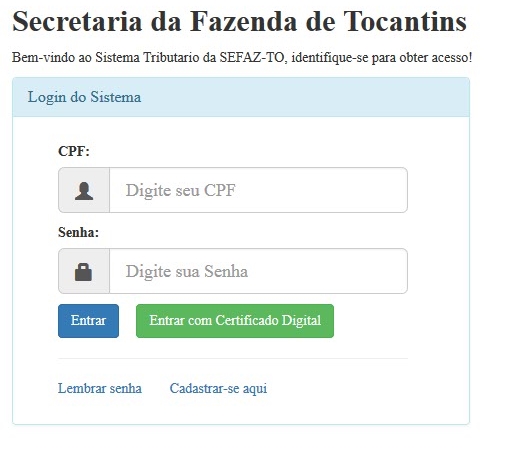 Secretaria da Fazenda de Tocantins
Bem-vindo ao Sistema Tributario da SEFAZ-TO, identifique-se para obter acesso!
Login do Sistema
CPF:
Digite seu CPF
Senha:
Digite sua Senha
Entrar Entrar com Certificado Digital
Lembrar senha Cadastrar-se aqui